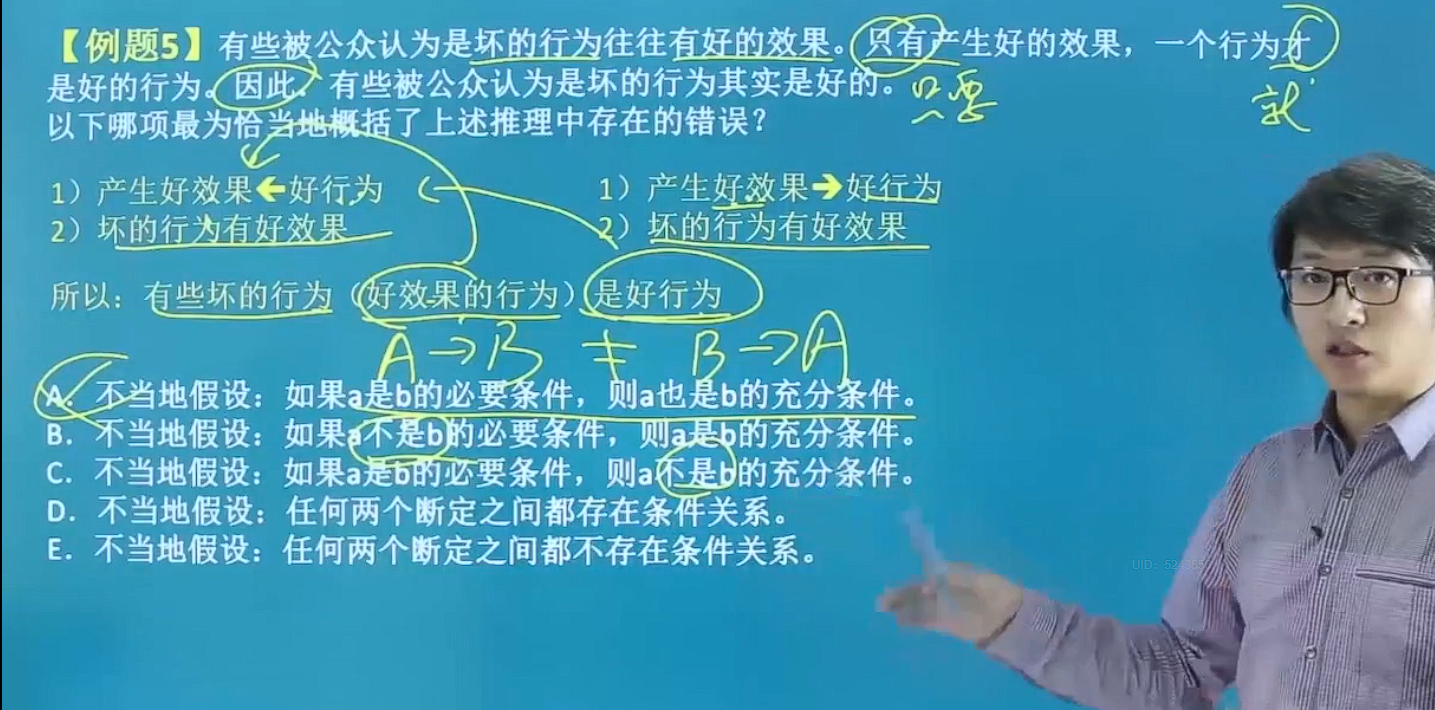 【例题5】有些被公众认为是坏的行为往往有好的效果。只有产生好的效果，一个行为才
是好的行为。因此，有些被公众认为是坏的行为其实是好的。
只要 就
以下哪项最为恰当地概括了上述推理中存在的错误？
1）产生好效果←好行为 1）产生好效果→好行为
2）坏的行为有好效果 2）坏的行为有好效果
所以：有些坏的行为（好效果的行为）是好行为
A→B ≠ B→A
A. 不当地假设：如果a是b的必要条件，则a也是b的充分条件。
B. 不当地假设：如果a不是b的必要条件，则a是b的充分条件。
C. 不当地假设：如果a是b的必要条件，则a不是b的充分条件。
D. 不当地假设：任何两个断定之间都存在条件关系。
E. 不当地假设：任何两个断定之间都不存在条件关系。
UID: